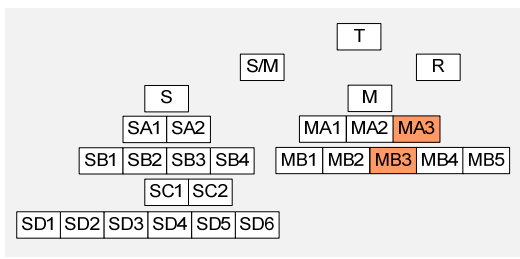 T
S/M R
S M
SA1 SA2 MA1 MA2 MA3
SB1 SB2 SB3 SB4 MB1 MB2 MB3 MB4 MB5
SC1 SC2
SD1 SD2 SD3 SD4 SD5 SD6